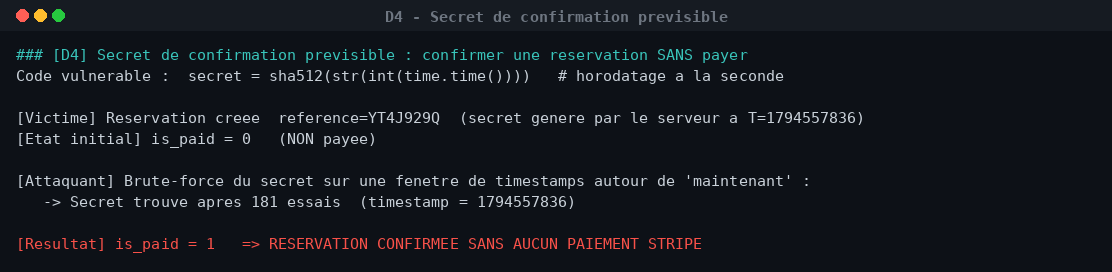 D4 - Secret de confirmation previsible
### [D4] Secret de confirmation previsible : confirmer une reservation SANS payer
Code vulnerable :  secret = sha512(str(int(time.time())))   # horodatage a la seconde
[Victime] Reservation creee  reference=YT4J929Q  (secret genere par le serveur a T=1794557836)
[Etat initial] is_paid = 0   (NON payee)
[Attaquant] Brute-force du secret sur une fenetre de timestamps autour de 'maintenant' :
   -> Secret trouve apres 181 essais  (timestamp = 1794557836)
[Resultat] is_paid = 1   => RESERVATION CONFIRMEE SANS AUCUN PAIEMENT STRIPE